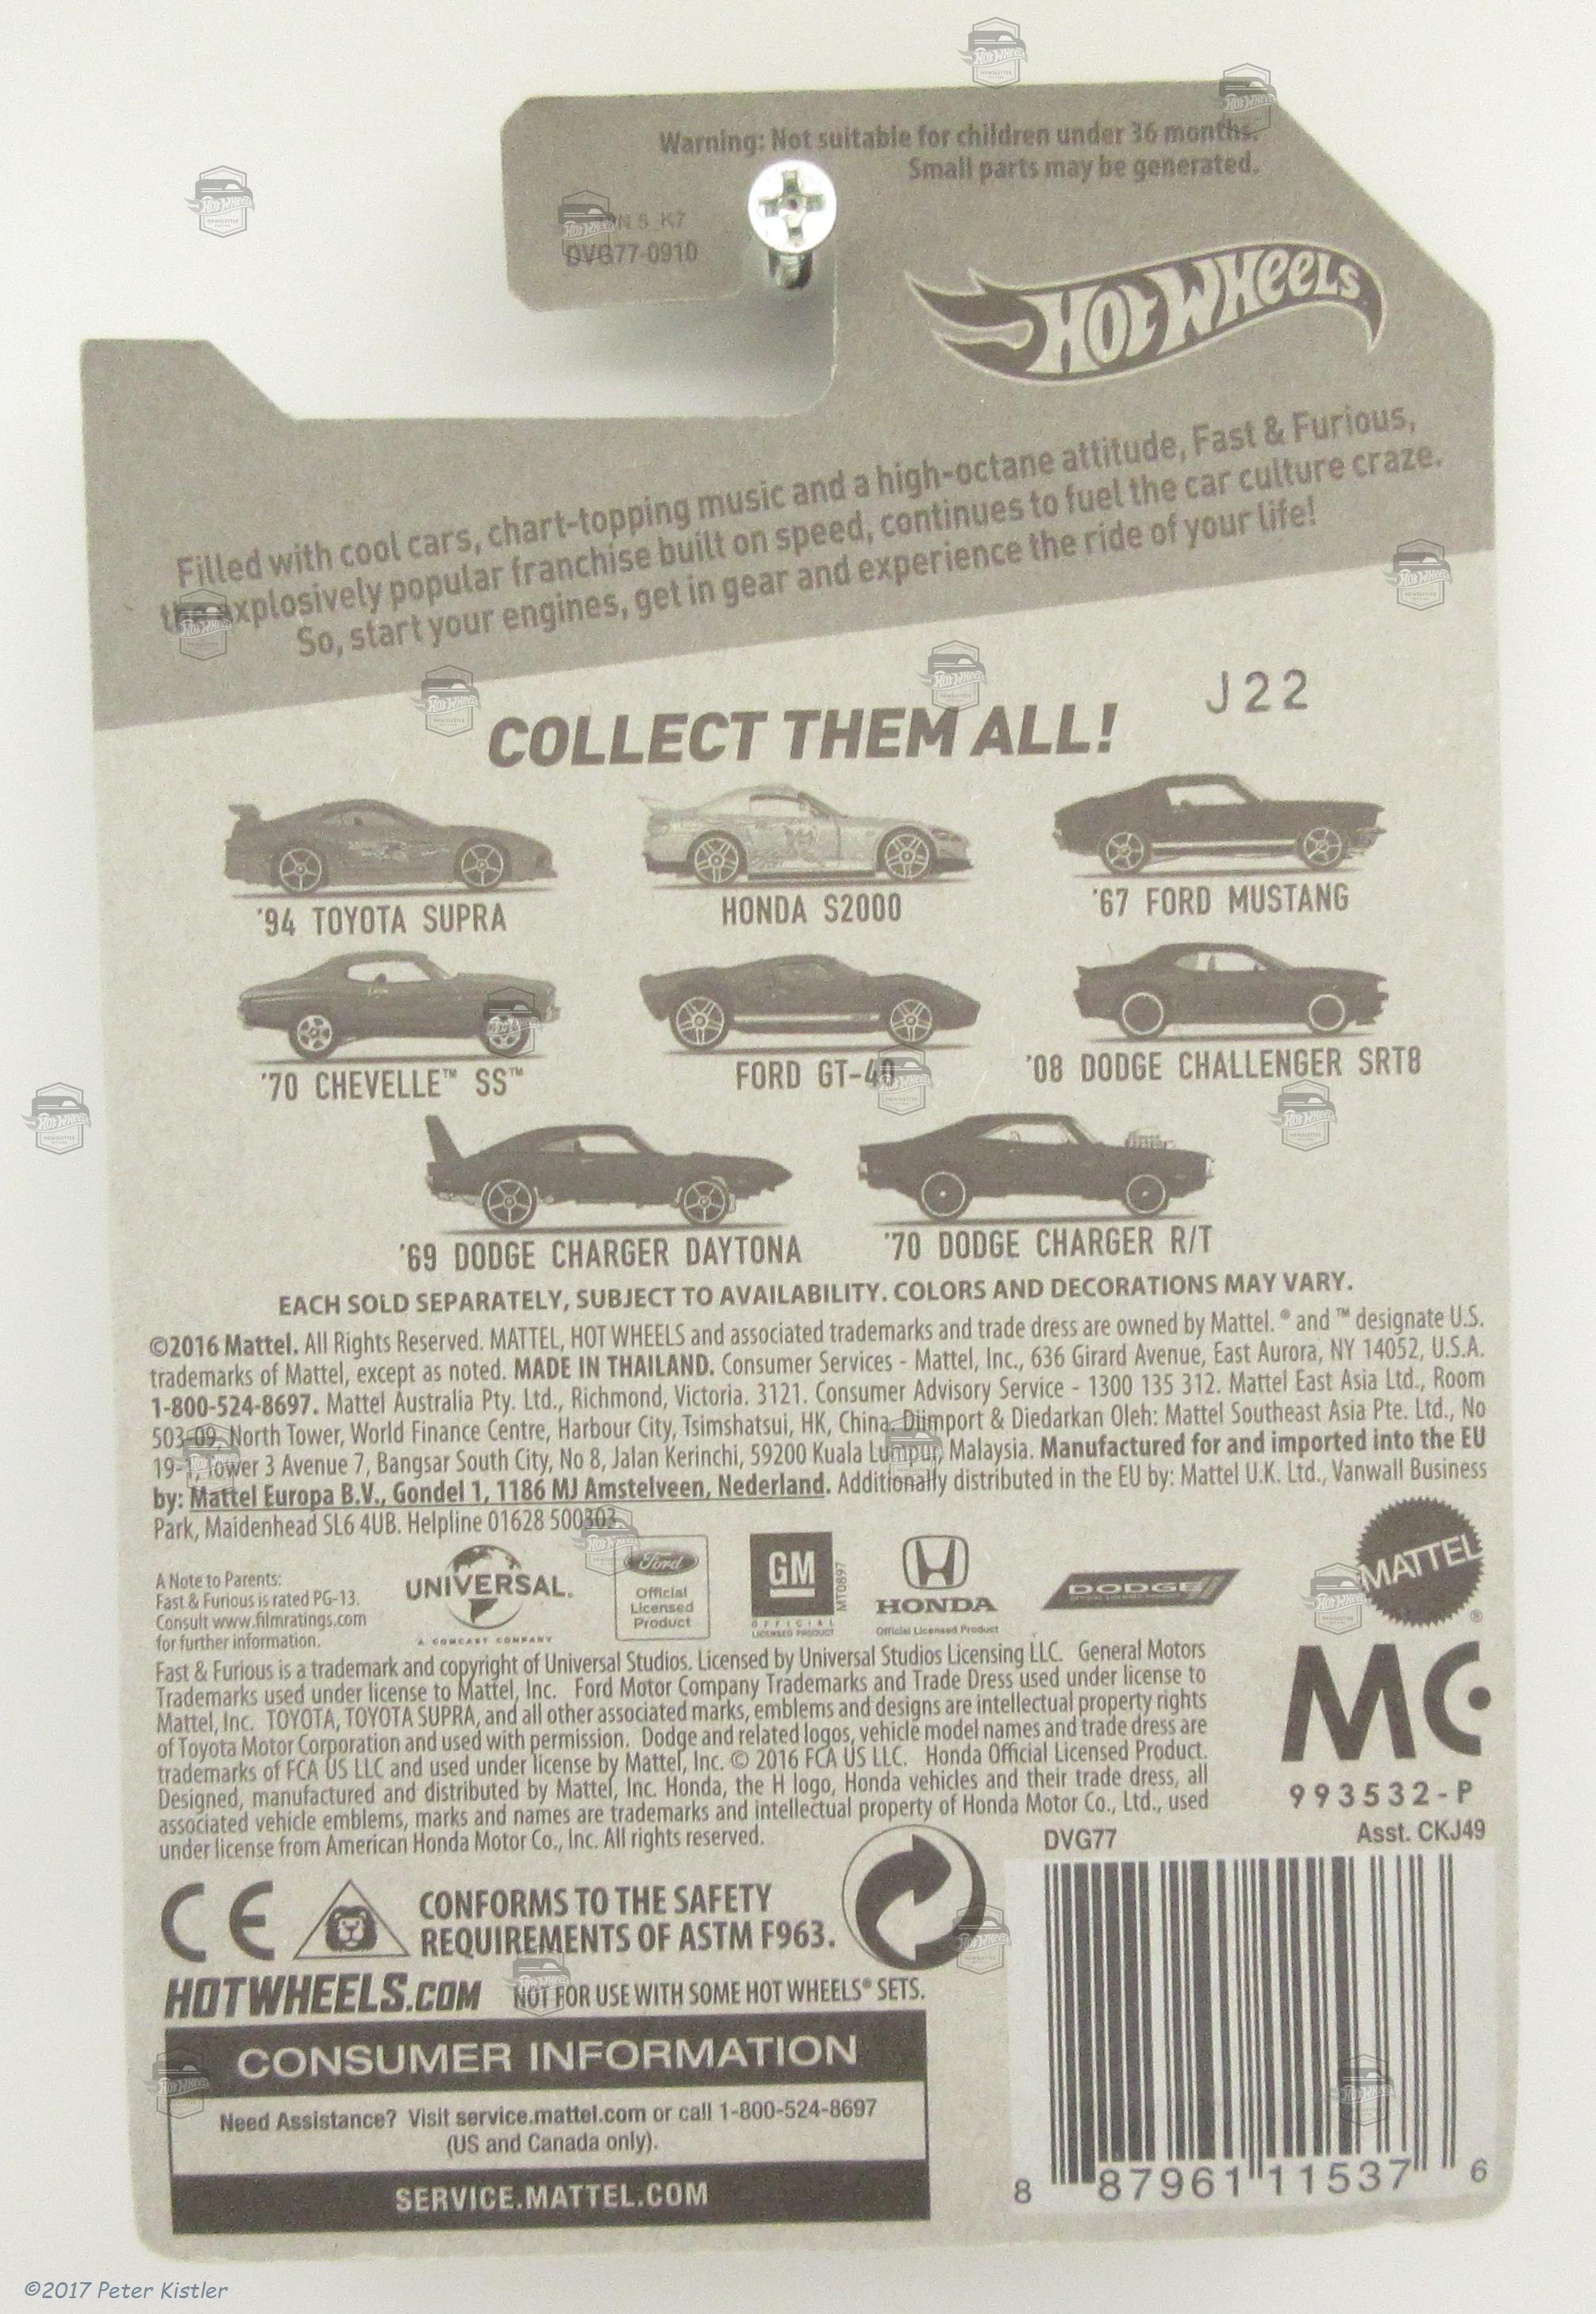 Warning: Not suitable for children under 36 months.
Small parts may be generated.
K7
DVG77-0910
HOT WHEELS
Filled with cool cars, chart-topping music and a high-octane attitude, Fast & Furious,
the explosively popular franchise built on speed, continues to fuel the car culture craze.
So, start your engines, get in gear and experience the ride of your life!
J22
COLLECT THEM ALL!
'94 TOYOTA SUPRA
HONDA S2000
'67 FORD MUSTANG
'70 CHEVELLE™ SS™
FORD GT-40
'08 DODGE CHALLENGER SRT8
'69 DODGE CHARGER DAYTONA
'70 DODGE CHARGER R/T
EACH SOLD SEPARATELY, SUBJECT TO AVAILABILITY. COLORS AND DECORATIONS MAY VARY.
©2016 Mattel. All Rights Reserved. MATTEL, HOT WHEELS and associated trademarks and trade dress are owned by Mattel. ® and ™ designate U.S.
trademarks of Mattel, except as noted. MADE IN THAILAND. Consumer Services - Mattel, Inc., 636 Girard Avenue, East Aurora, NY 14052, U.S.A.
1-800-524-8697. Mattel Australia Pty. Ltd., Richmond, Victoria. 3121. Consumer Advisory Service - 1300 135 312. Mattel East Asia Ltd., Room
503-09, North Tower, World Finance Centre, Harbour City, Tsimshatsui, HK, China. Diimport & Diedarkan Oleh: Mattel Southeast Asia Pte. Ltd., No
19-1, Tower 3 Avenue 7, Bangsar South City, No 8, Jalan Kerinchi, 59200 Kuala Lumpur, Malaysia. Manufactured for and imported into the EU
by: Mattel Europa B.V., Gondel 1, 1186 MJ Amstelveen, Nederland. Additionally distributed in the EU by: Mattel U.K. Ltd., Vanwall Business
Park, Maidenhead SL6 4UB. Helpline 01628 500303.
A Note to Parents:
Fast & Furious is rated PG-13.
Consult www.filmratings.com
for further information.
UNIVERSAL
A COMCAST COMPANY
Ford
Official
Licensed
Product
GM
OFFICIAL
LICENSED PRODUCT
MT0897
HONDA
Official Licensed Product
DODGE
MATTEL ®
Fast & Furious is a trademark and copyright of Universal Studios. Licensed by Universal Studios Licensing LLC. General Motors
Trademarks used under license to Mattel, Inc. Ford Motor Company Trademarks and Trade Dress used under license to
Mattel, Inc. TOYOTA, TOYOTA SUPRA, and all other associated marks, emblems and designs are intellectual property rights
of Toyota Motor Corporation and used with permission. Dodge and related logos, vehicle model names and trade dress are
trademarks of FCA US LLC and used under license by Mattel, Inc. © 2016 FCA US LLC. Honda Official Licensed Product.
Designed, manufactured and distributed by Mattel, Inc. Honda, the H logo, Honda vehicles and their trade dress, all
associated vehicle emblems, marks and names are trademarks and intellectual property of Honda Motor Co., Ltd., used
under license from American Honda Motor Co., Inc. All rights reserved.
MC
993532-P
DVG77
Asst. CKJ49
CE
CONFORMS TO THE SAFETY
REQUIREMENTS OF ASTM F963.
HOTWHEELS.COM
NOT FOR USE WITH SOME HOT WHEELS® SETS.
CONSUMER INFORMATION
Need Assistance? Visit service.mattel.com or call 1-800-524-8697
(US and Canada only).
SERVICE.MATTEL.COM
8 87961 11537 6
©2017 Peter Kistler